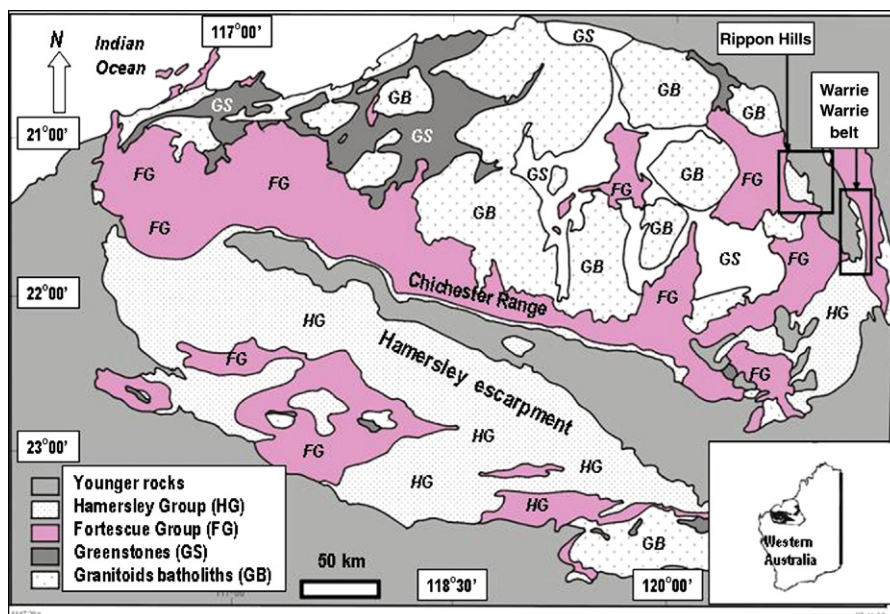 N
Indian
Ocean
117°00'
Rippon Hills
Warrie
Warrie
belt
21°00'
22°00'
23°00'
GS
GB
GS
GB
GB
GS
FG
FG
FG
GS
FG
GB
FG
GB
GB
GB
GS
FG
FG
HG
Chichester Range
HG
FG
Hamersley escarpment
FG
FG
HG
HG
HG
GB
Younger rocks
Hamersley Group (HG)
Fortescue Group (FG)
Greenstones (GS)
Granitoids batholiths (GB)
50 km
118°30'
120°00'
Western
Australia